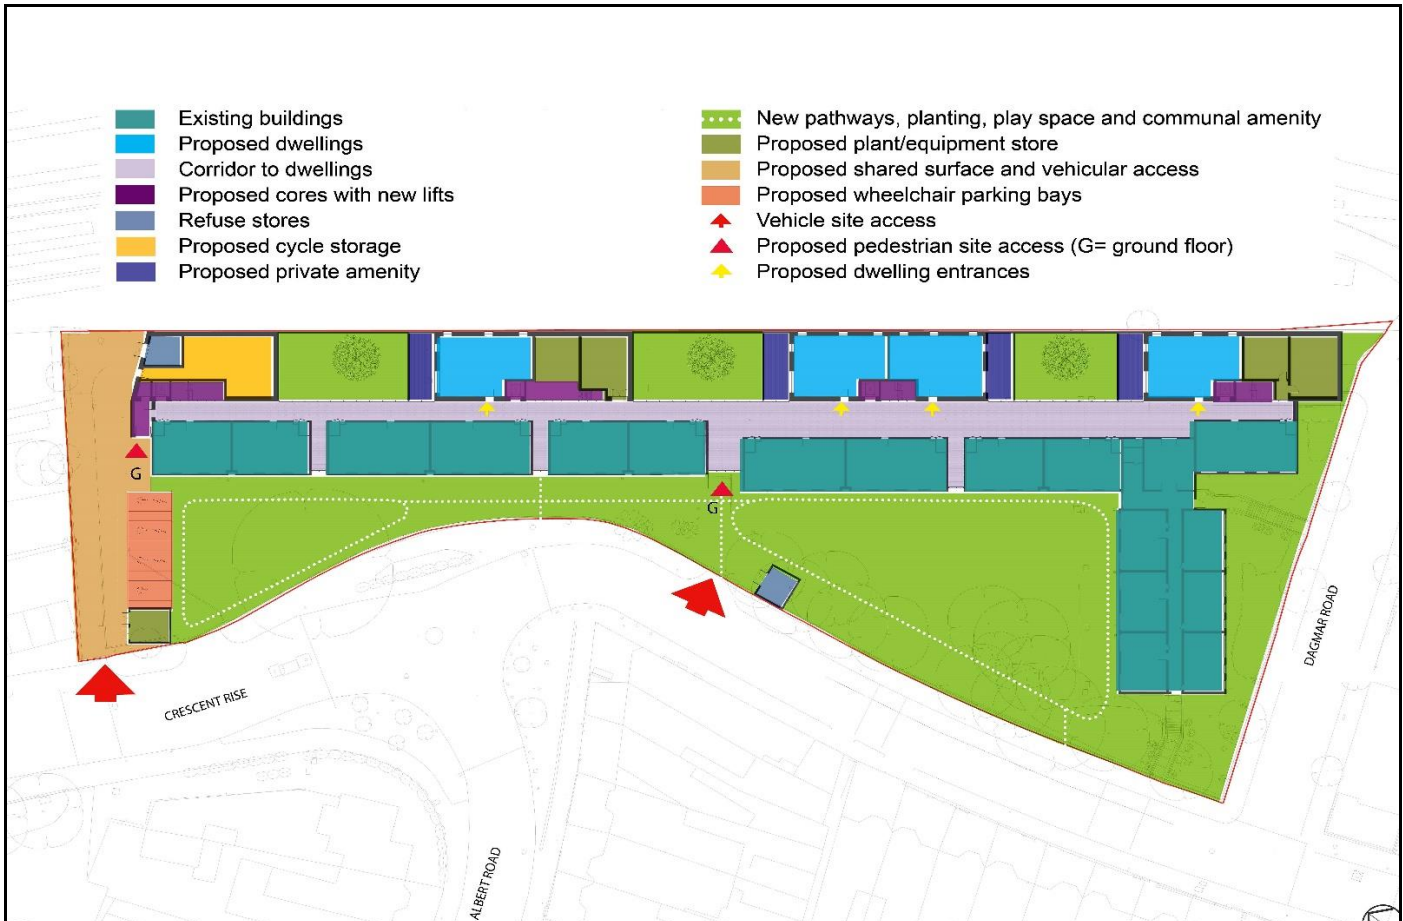 Existing buildings
Proposed dwellings
Corridor to dwellings
Proposed cores with new lifts
Refuse stores
Proposed cycle storage
Proposed private amenity
New pathways, planting, play space and communal amenity
Proposed plant/equipment store
Proposed shared surface and vehicular access
Proposed wheelchair parking bays
Vehicle site access
Proposed pedestrian site access (G= ground floor)
Proposed dwelling entrances
G
G
CRESCENT RISE
ALBERT ROAD
DAGMAR ROAD